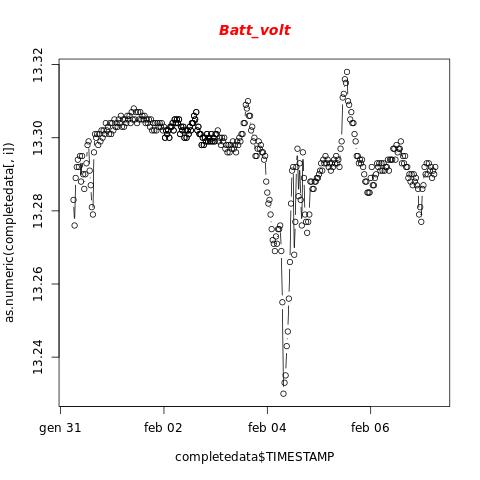 Batt_volt
as.numeric(completedata[, i])
13.32
13.30
13.28
13.26
13.24
gen 31
feb 02
feb 04
feb 06
completedata$TIMESTAMP